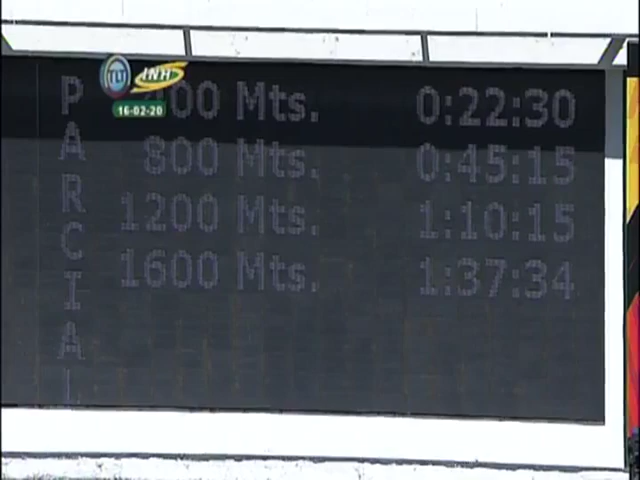 TLT INH
16-02-20
00 Mts. 0:22:30
800 Mts. 0:45:15
1200 Mts. 1:10:15
1600 Mts. 1:37:34
PARCIAL